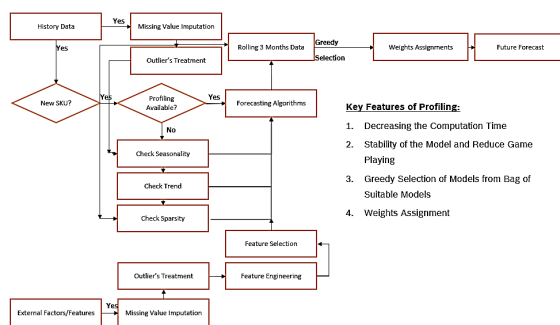 History Data
Yes
Missing Value Imputation
Yes
Outlier's Treatment
Rolling 3 Months Data
Greedy
Selection
Weights Assignments
Future Forecast
New SKU?
Yes
Profiling
Available?
Yes
Forecasting Algorithms
No
Check Seasonality
Check Trend
Check Sparsity
Feature Selection
Outlier's Treatment
Feature Engineering
External Factors/Features
Yes
Missing Value Imputation
Key Features of Profiling:
1. Decreasing the Computation Time
2. Stability of the Model and Reduce Game
Playing
3. Greedy Selection of Models from Bag of
Suitable Models
4. Weights Assignment